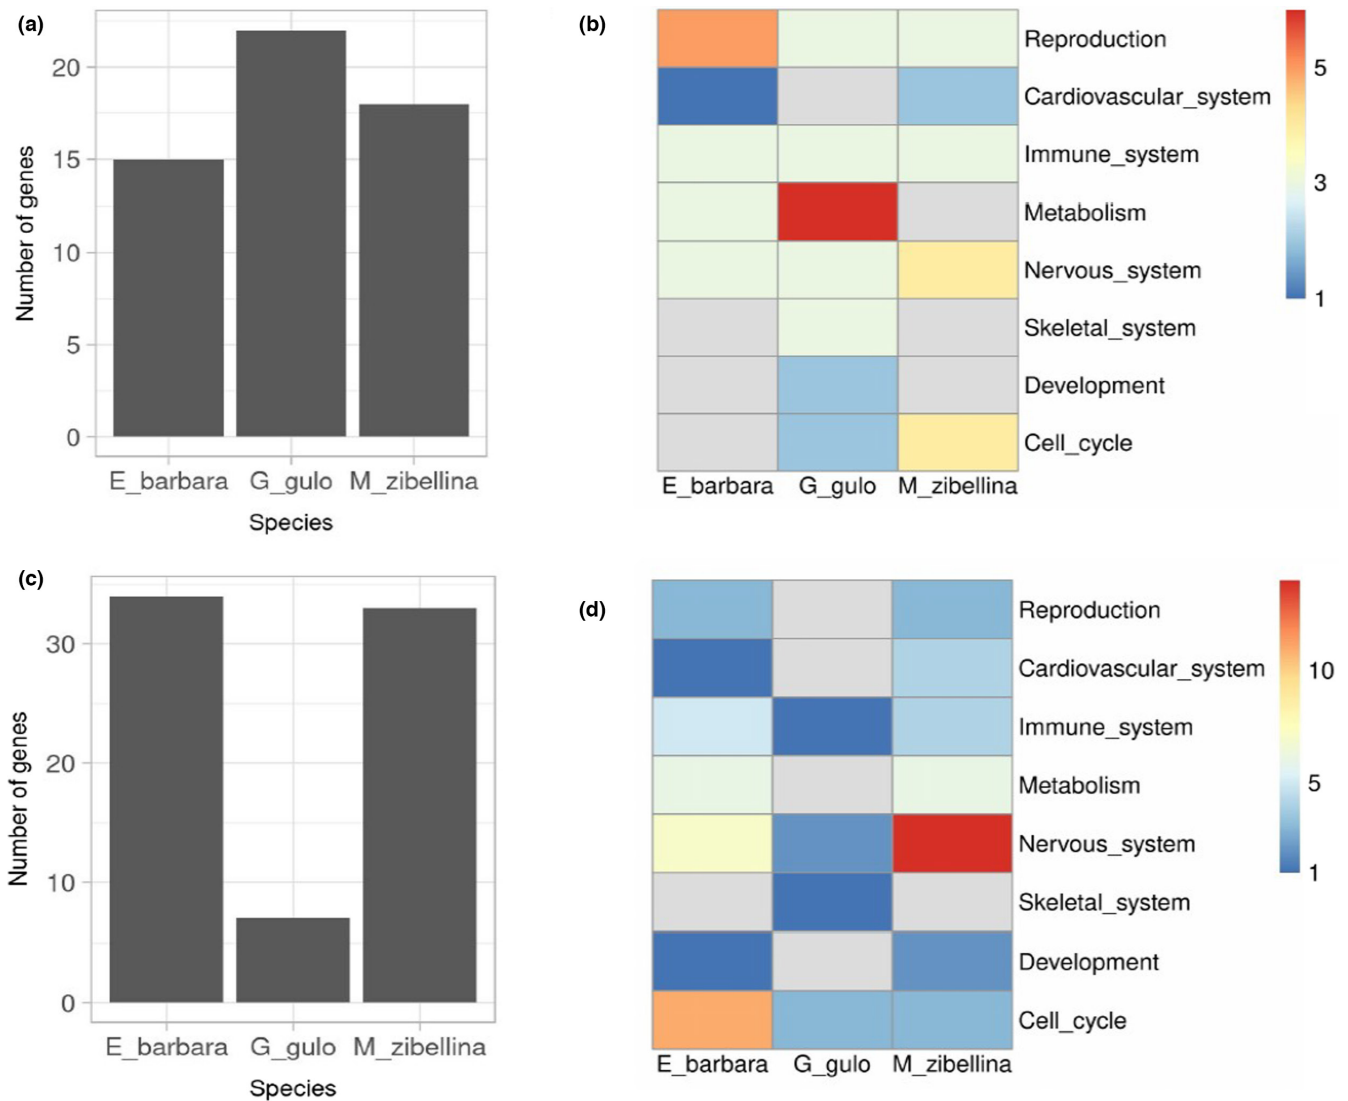 (a)
Number of genes
20
15
10
5
0
E_barbara G_gulo M_zibellina
Species
(b)
Reproduction
Cardiovascular_system
Immune_system
Metabolism
Nervous_system
Skeletal_system
Development
Cell_cycle
E_barbara G_gulo M_zibellina
5
3
1
(c)
Number of genes
30
20
10
0
E_barbara G_gulo M_zibellina
Species
(d)
Reproduction
Cardiovascular_system
Immune_system
Metabolism
Nervous_system
Skeletal_system
Development
Cell_cycle
E_barbara G_gulo M_zibellina
10
5
1